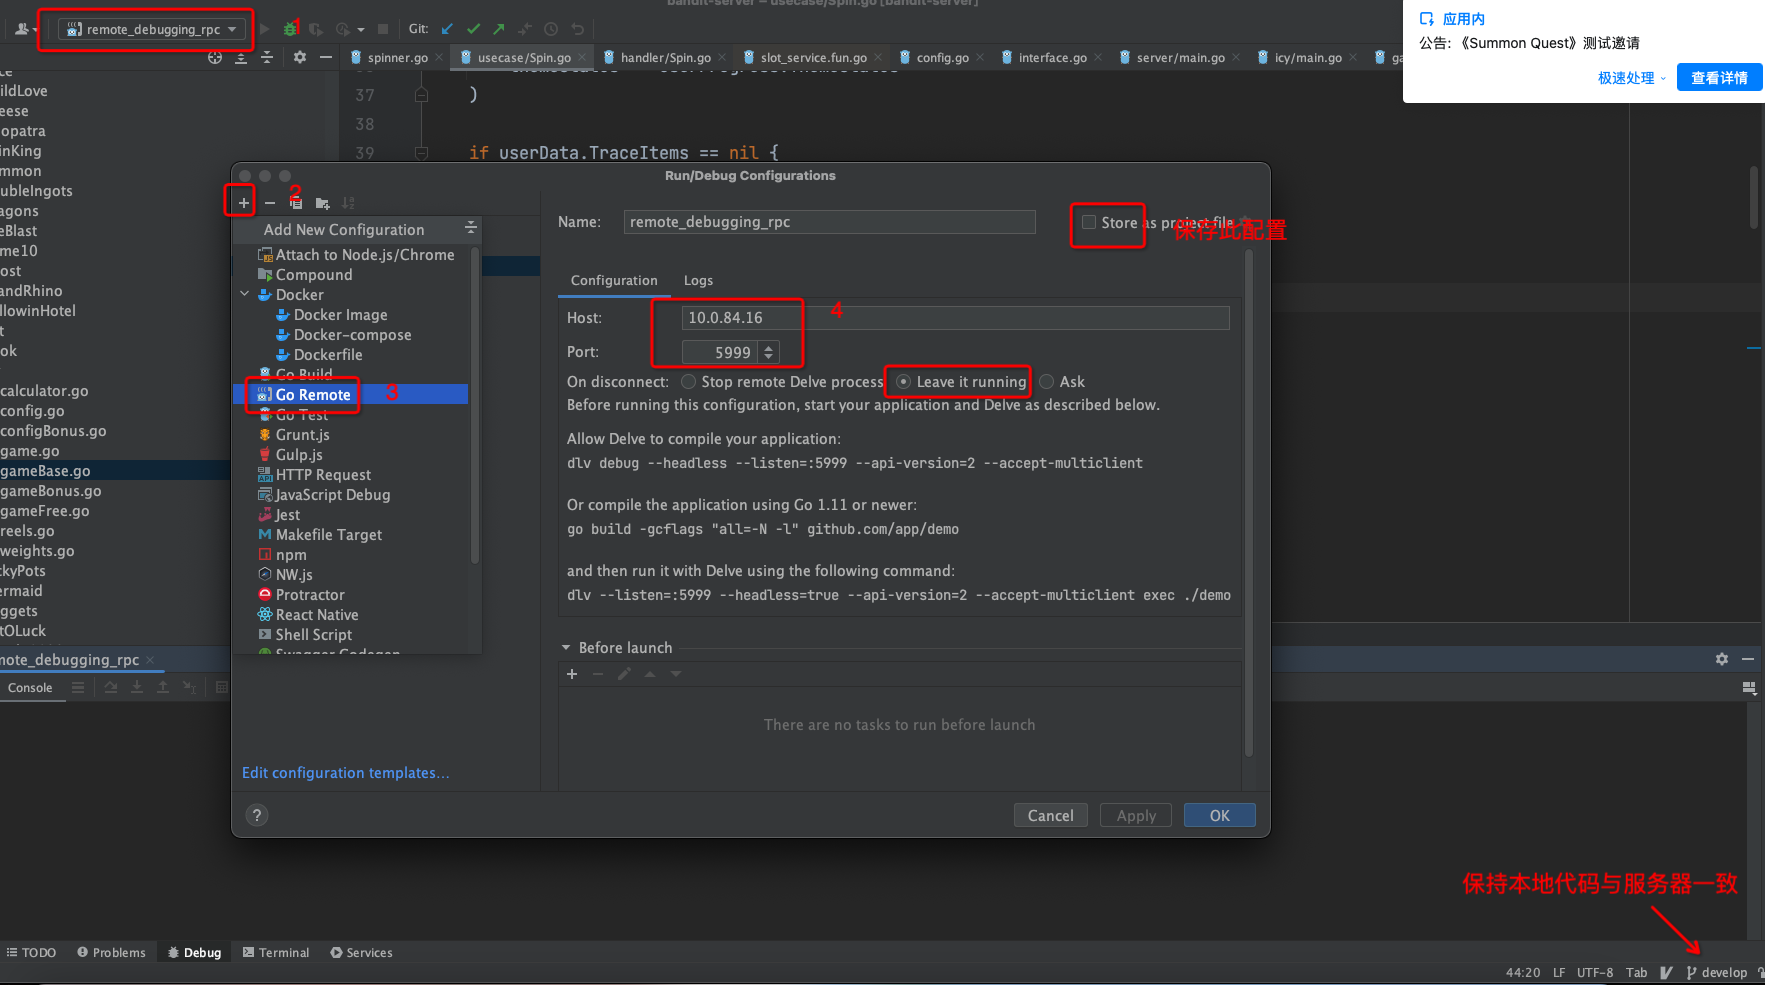 bandit-server – usecase/Spin.go [bandit-server]
remote_debugging_rpc
1
Git:
应用内
公告: 《Summon Quest》测试邀请
极速处理
查看详情
spinner.go
usecase/Spin.go
handler/Spin.go
slot_service.fun.go
config.go
interface.go
server/main.go
icy/main.go
ildLove
eese
opatra
inKing
mmon
ublelngots
agons
eBlast
me10
ost
andRhino
llowinHotel
t
ok
calculator.go
config.go
configBonus.go
game.go
gameBase.go
gameBonus.go
gameFree.go
reels.go
weights.go
ckyPots
ermaid
ggets
tOLuck
37
)
38
39
if userData.TraceItems == nil {
Run/Debug Configurations
2
Add New Configuration
Attach to Node.js/Chrome
Compound
Docker
Docker Image
Docker-compose
Dockerfile
Go Build
Go Remote
3
Go Test
Grunt.js
Gulp.js
HTTP Request
JavaScript Debug
Jest
Makefile Target
npm
NW.js
Protractor
React Native
Shell Script
Swagger Codegen
Edit configuration templates...
Name:
remote_debugging_rpc
Store as project file
保存此配置
Configuration
Logs
Host:
10.0.84.16
4
Port:
5999
On disconnect:
Stop remote Delve process
Leave it running
Ask
Before running this configuration, start your application and Delve as described below.
Allow Delve to compile your application:
dlv debug --headless --listen=:5999 --api-version=2 --accept-multiclient
Or compile the application using Go 1.11 or newer:
go build -gcflags "all=-N -l" github.com/app/demo
and then run it with Delve using the following command:
dlv --listen=:5999 --headless=true --api-version=2 --accept-multiclient exec ./demo
Before launch
There are no tasks to run before launch
?
Cancel
Apply
OK
mote_debugging_rpc
Console
保持本地代码与服务器一致
TODO
Problems
Debug
Terminal
Services
44:20
LF
UTF-8
Tab
develop